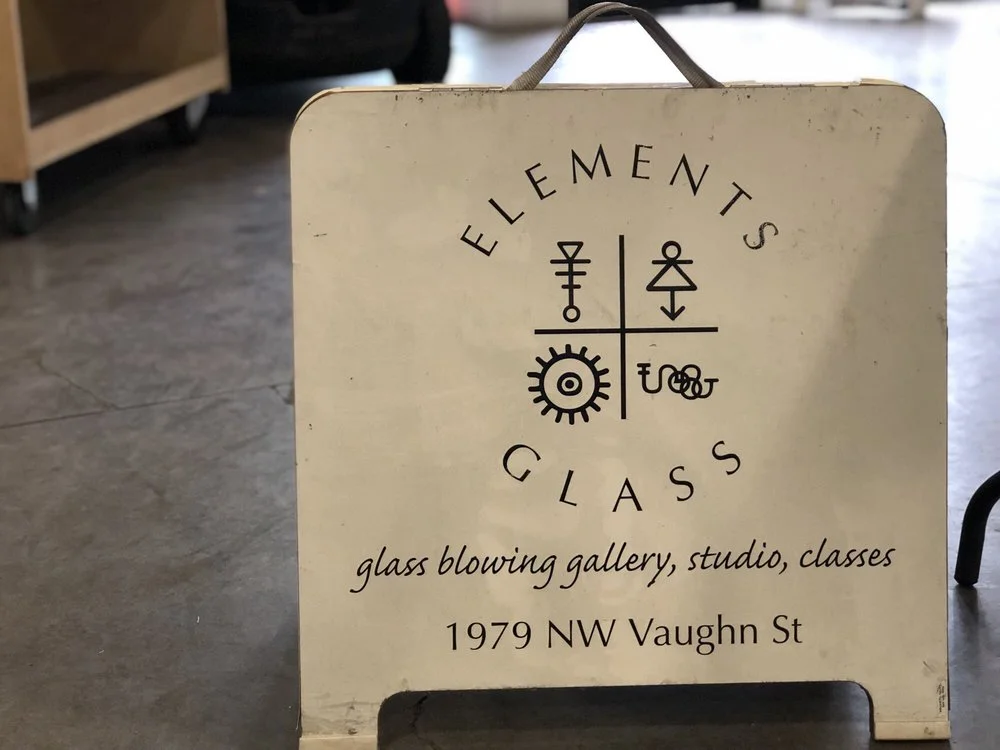 ELEMENTS
GLASS
glass blowing gallery, studio, classes
1979 NW Vaughn St